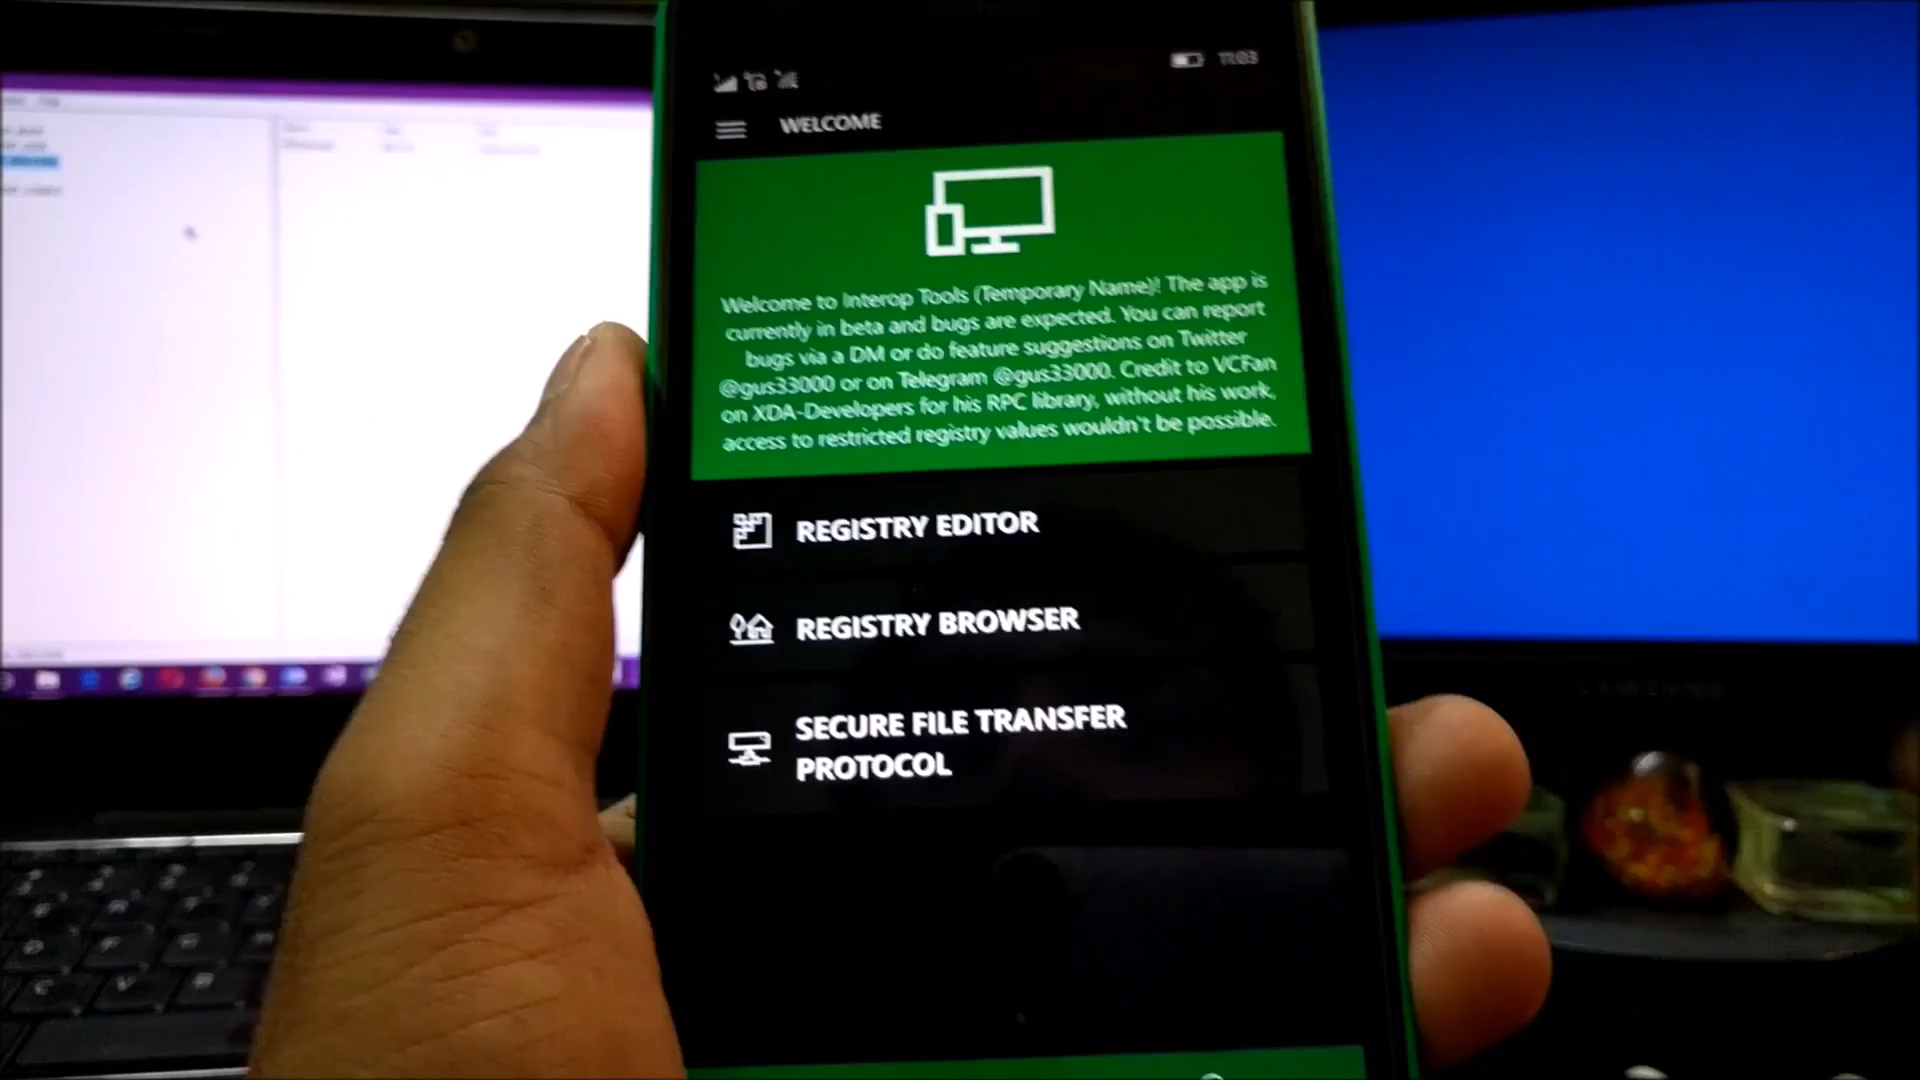 11:03
WELCOME
Welcome to Interop Tools (Temporary Name)! The app is
currently in beta and bugs are expected. You can report
bugs via a DM or do feature suggestions on Twitter
@gus33000 or on Telegram @gus33000. Credit to VCFan
on XDA-Developers for his RPC library, without his work,
access to restricted registry values wouldn't be possible.
REGISTRY EDITOR
REGISTRY BROWSER
SECURE FILE TRANSFER
PROTOCOL